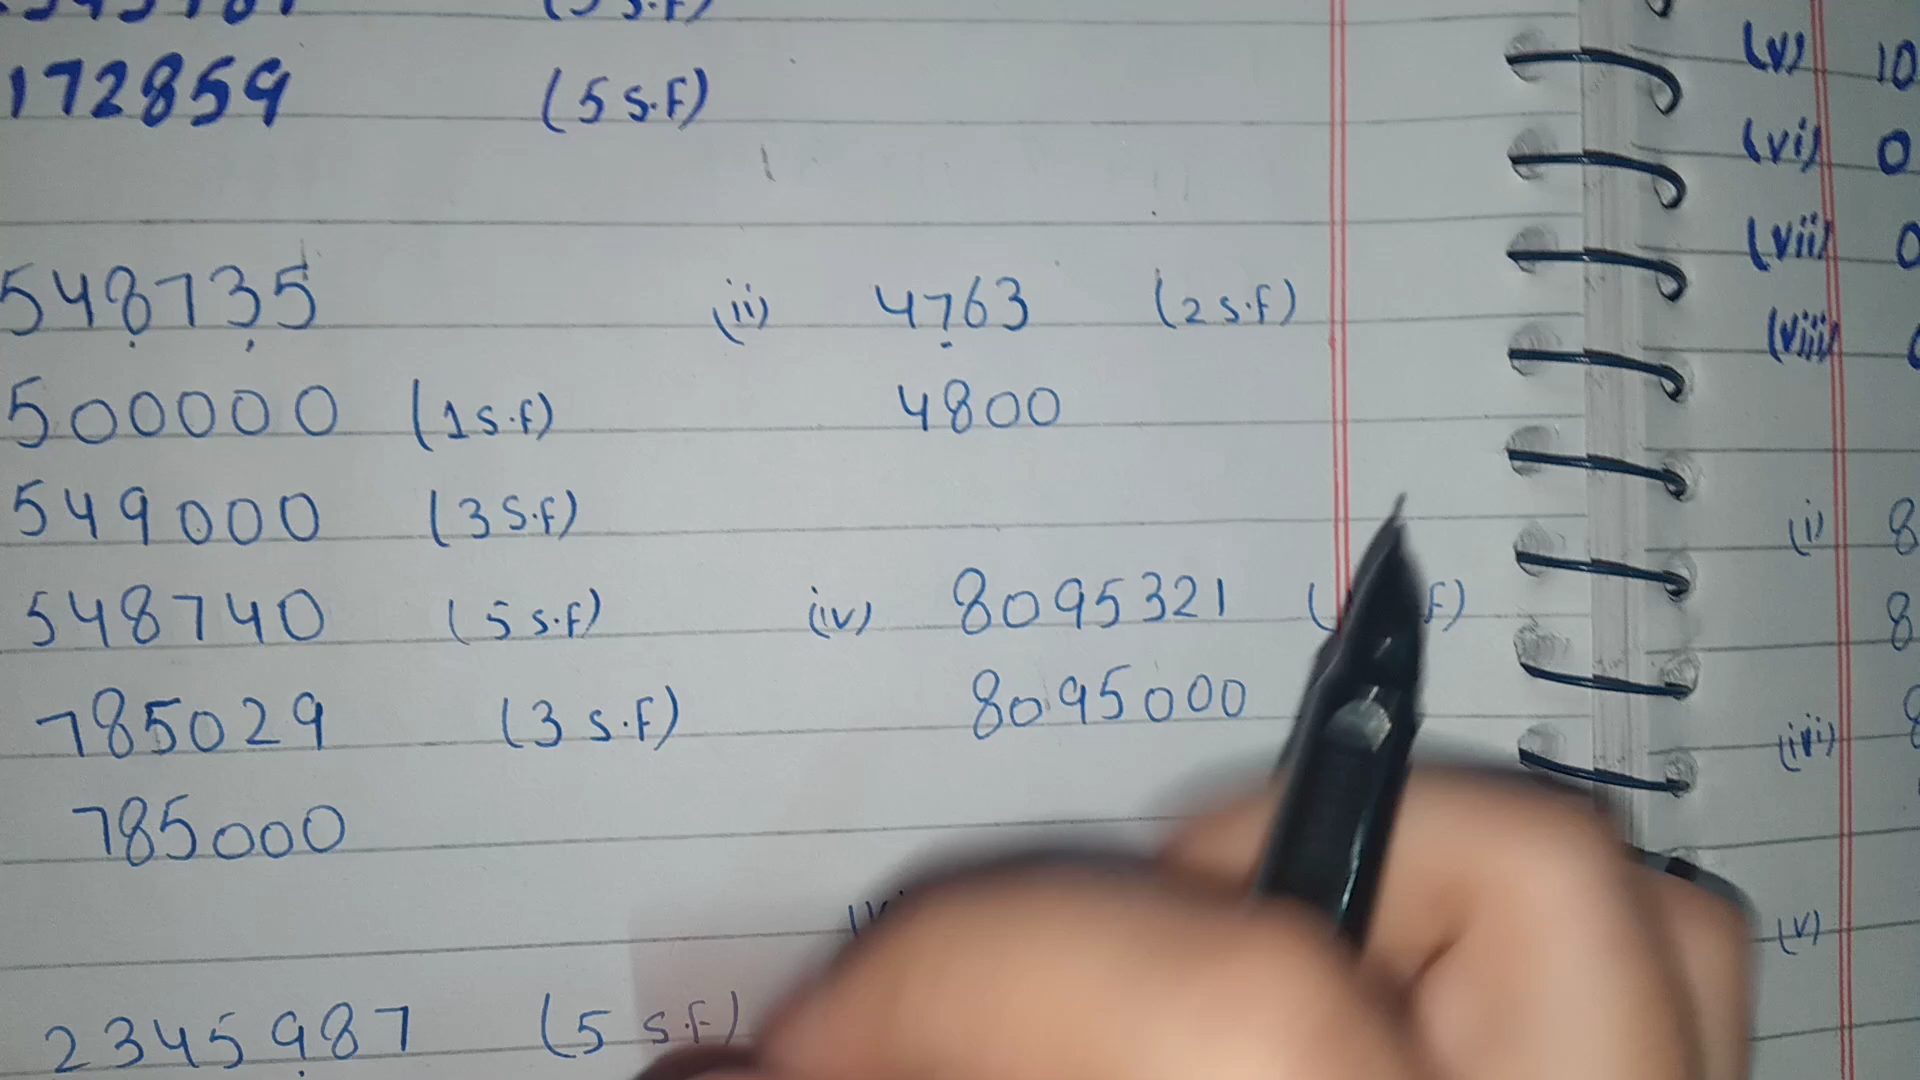 172859 (5 s.f)
548735
500000 (1 s.f)
549000 (3 s.f)
548740 (5 s.f)
785029 (3 s.f)
785000
2345987 (5 s.f)
(ii) 4763 (2 s.f)
4800
(iv) 8095321
8095000
(v) 10
(vi) 0
(vii) 0
(viii)
(i) 8
8
(iii) 8
(v)